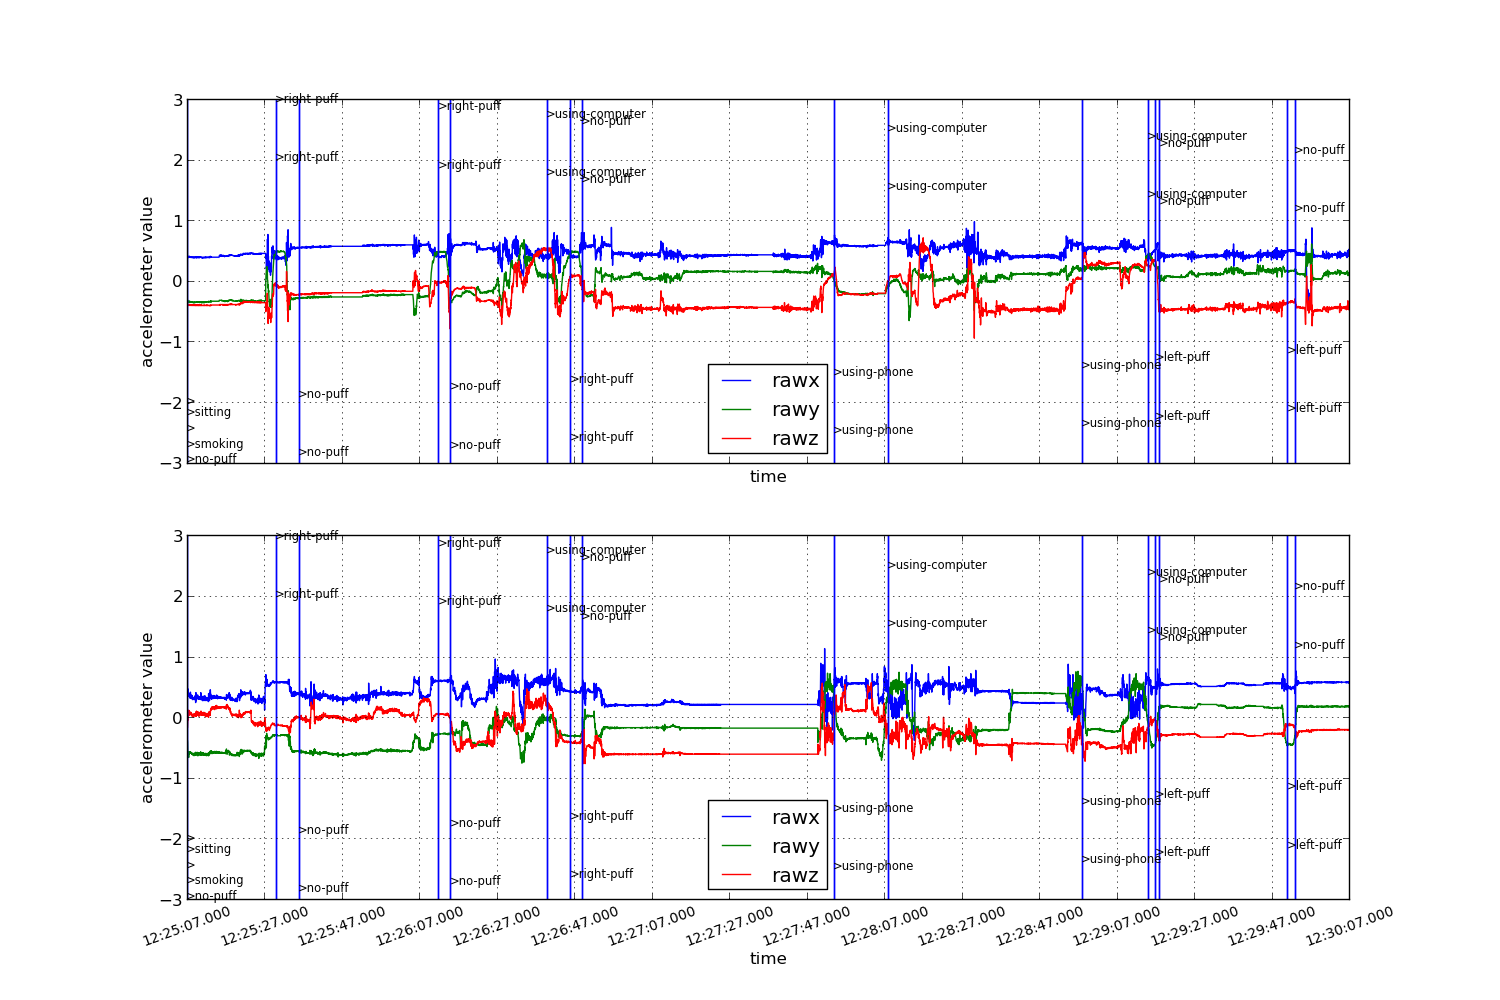 3
2
1
0
−1
−2
−3
accelerometer value
>right-puff
>right-puff
>right-puff
>right-puff
>using-computer
>no-puff
>using-computer
>no-puff
>using-computer
>using-computer
>using-computer
>no-puff
>using-computer
>no-puff
>no-puff
>no-puff
>
>sitting
>
>smoking
>no-puff
>no-puff
>no-puff
>no-puff
>no-puff
>right-puff
>right-puff
>using-phone
>using-phone
>using-phone
>using-phone
>left-puff
>left-puff
>left-puff
>left-puff
rawx
rawy
rawz
time
3
2
1
0
−1
−2
−3
accelerometer value
>right-puff
>right-puff
>right-puff
>right-puff
>using-computer
>no-puff
>using-computer
>no-puff
>using-computer
>using-computer
>using-computer
>no-puff
>using-computer
>no-puff
>no-puff
>no-puff
>
>sitting
>
>smoking
>no-puff
>no-puff
>no-puff
>no-puff
>no-puff
>right-puff
>right-puff
>using-phone
>using-phone
>using-phone
>using-phone
>left-puff
>left-puff
>left-puff
>left-puff
rawx
rawy
rawz
12:25:07.000
12:25:27.000
12:25:47.000
12:26:07.000
12:26:27.000
12:26:47.000
12:27:07.000
12:27:27.000
12:27:47.000
12:28:07.000
12:28:27.000
12:28:47.000
12:29:07.000
12:29:27.000
12:29:47.000
12:30:07.000
time